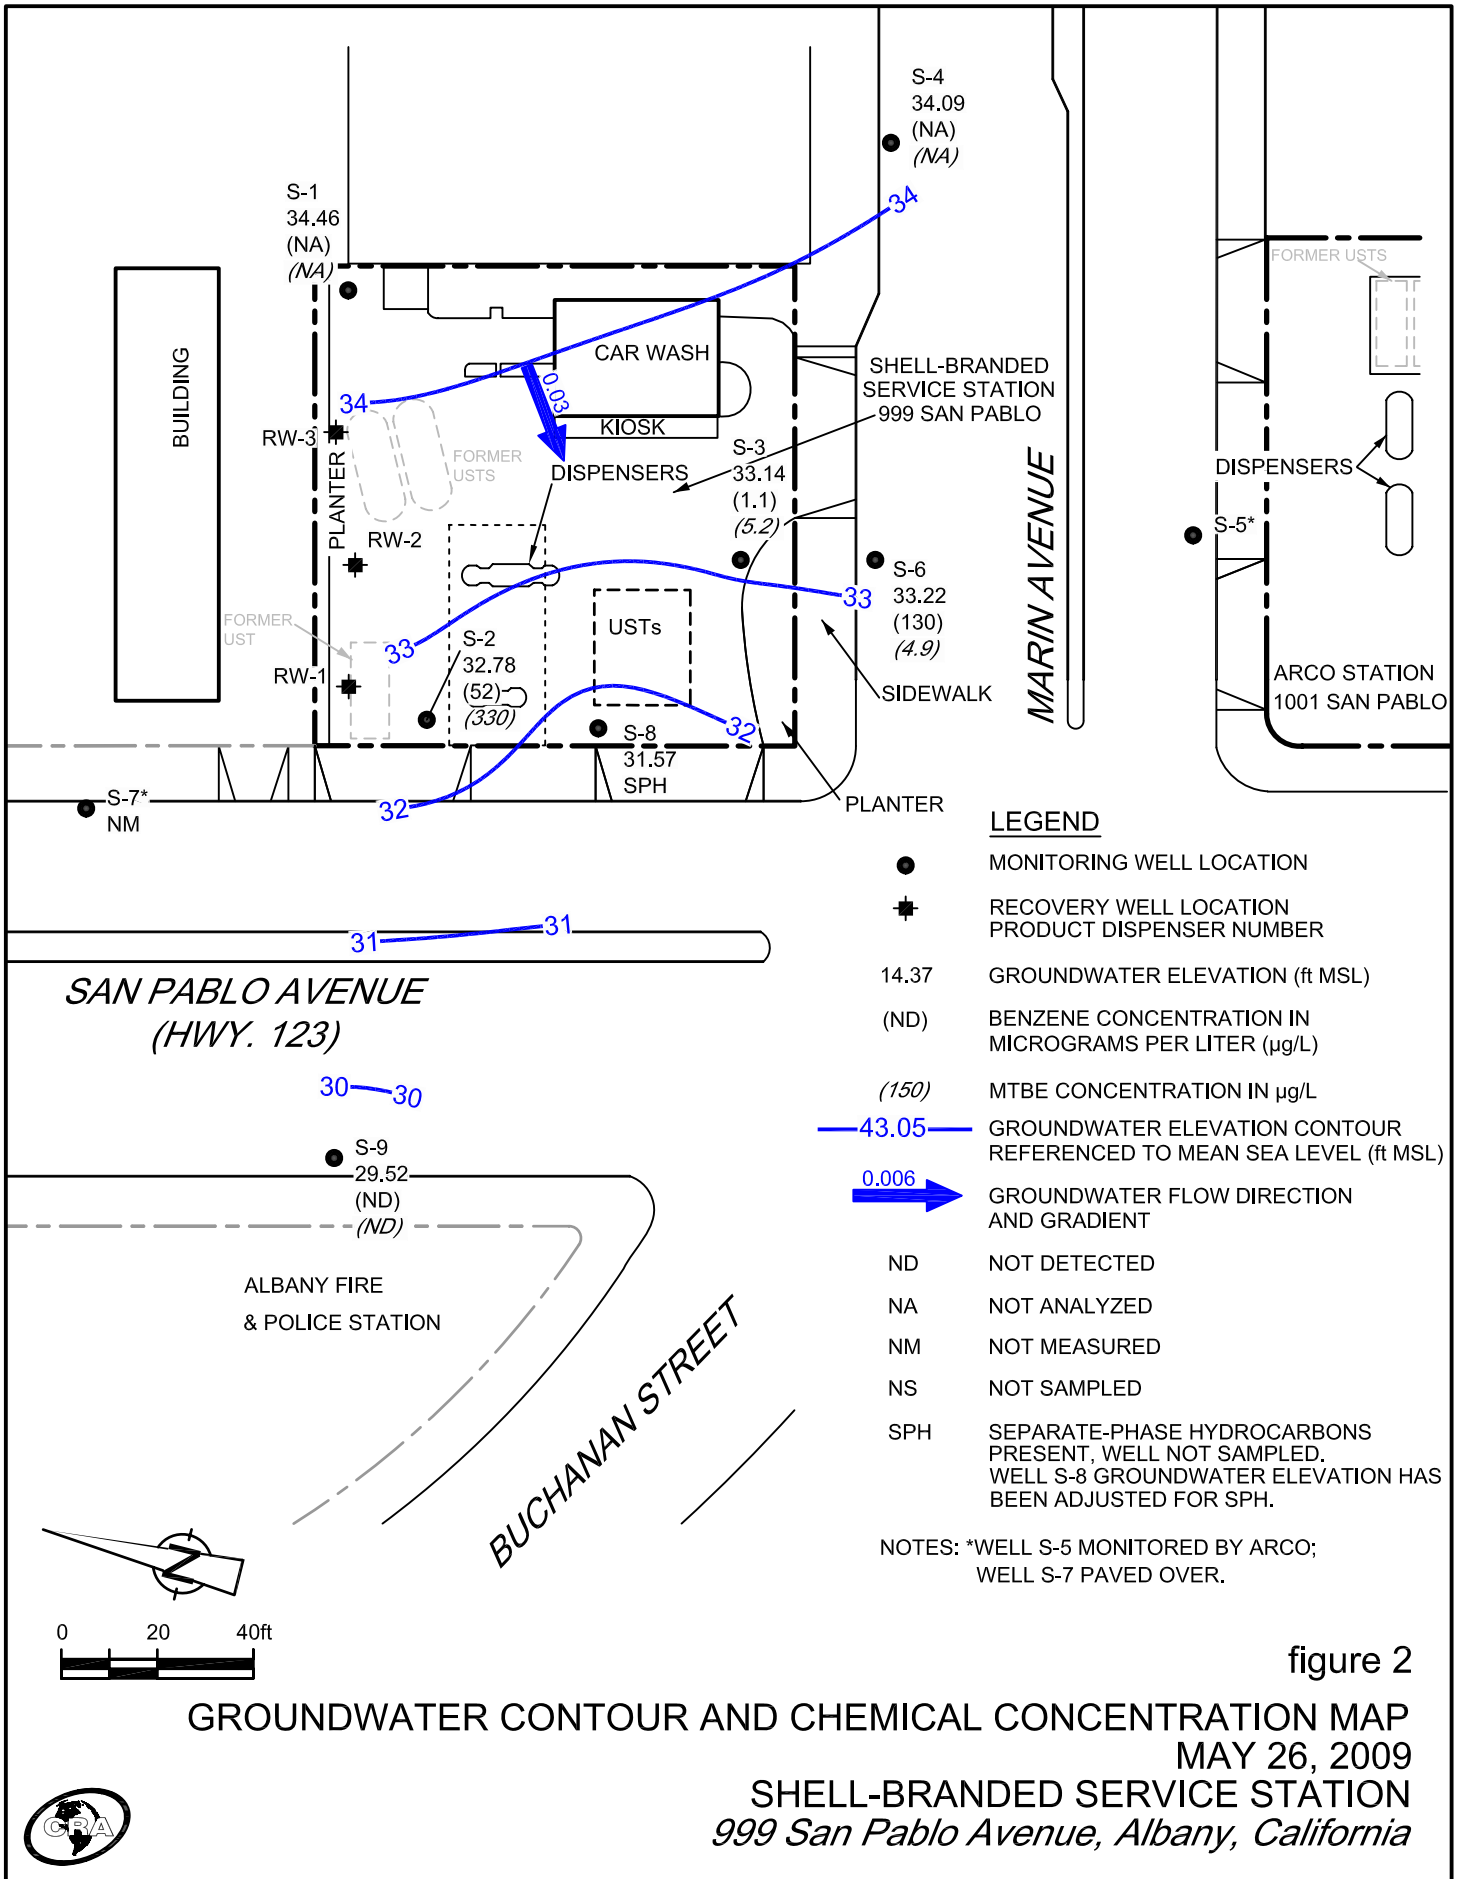 S-4
34.09
(NA)
(NA)
34
S-1
34.46
(NA)
(NA)
FORMER USTS
BUILDING
CAR WASH
SHELL-BRANDED
SERVICE STATION
999 SAN PABLO
0.03
34
KIOSK
RW-3
PLANTER
FORMER
USTS
DISPENSERS
S-3
33.14
(1.1)
(5.2)
MARIN AVENUE
DISPENSERS
S-5*
RW-2
S-6
33.22
(130)
(4.9)
33
FORMER
UST
33
USTs
S-2
32.78
(52)
(330)
RW-1
SIDEWALK
ARCO STATION
1001 SAN PABLO
32
S-8
31.57
SPH
32
S-7*
NM
PLANTER
31
31
SAN PABLO AVENUE
(HWY. 123)
30
30
S-9
29.52
(ND)
(ND)
ALBANY FIRE
& POLICE STATION
BUCHANAN STREET
LEGEND
MONITORING WELL LOCATION
RECOVERY WELL LOCATION
PRODUCT DISPENSER NUMBER
14.37 GROUNDWATER ELEVATION (ft MSL)
(ND) BENZENE CONCENTRATION IN
MICROGRAMS PER LITER (µg/L)
(150) MTBE CONCENTRATION IN µg/L
43.05 GROUNDWATER ELEVATION CONTOUR
REFERENCED TO MEAN SEA LEVEL (ft MSL)
0.006 GROUNDWATER FLOW DIRECTION
AND GRADIENT
ND NOT DETECTED
NA NOT ANALYZED
NM NOT MEASURED
NS NOT SAMPLED
SPH SEPARATE-PHASE HYDROCARBONS
PRESENT, WELL NOT SAMPLED.
WELL S-8 GROUNDWATER ELEVATION HAS
BEEN ADJUSTED FOR SPH.
NOTES: *WELL S-5 MONITORED BY ARCO;
WELL S-7 PAVED OVER.
N
0 20 40ft
figure 2
GROUNDWATER CONTOUR AND CHEMICAL CONCENTRATION MAP
MAY 26, 2009
SHELL-BRANDED SERVICE STATION
999 San Pablo Avenue, Albany, California
CRA